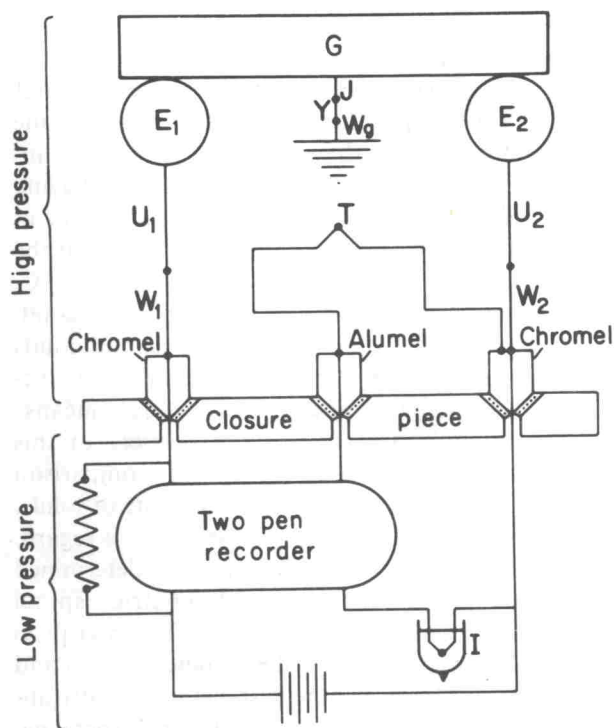 G
J
Y
Wg
E1
E2
High pressure
U1
T
U2
W1
W2
Chromel
Alumel
Chromel
Closure
piece
Two pen
recorder
Low pressure
I